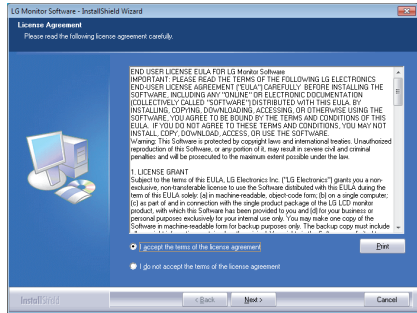 LG Monitor Software - InstallShield Wizard
License Agreement
Please read the following license agreement carefully.
END USER LICENSE EULA FOR LG Monitor Software
IMPORTANT: PLEASE READ THE TERMS OF THE FOLLOWING LG ELECTRONICS
END-USER LICENSE AGREEMENT ("EULA") CAREFULLY BEFORE INSTALLING THE
SOFTWARE, INCLUDING ANY "ONLINE" OR ELECTRONIC DOCUMENTATION
(COLLECTIVELY CALLED "SOFTWARE") DISTRIBUTED WITH THIS EULA. BY
INSTALLING, COPYING, DOWNLOADING, ACCESSING, OR OTHERWISE USING THE
SOFTWARE, YOU AGREE TO BE BOUND BY THE TERMS AND CONDITIONS OF THIS
EULA. IF YOU DO NOT AGREE TO THESE TERMS AND CONDITIONS, YOU MAY NOT
INSTALL, COPY, DOWNLOAD, ACCESS, OR USE THE SOFTWARE.
Warning: This Software is protected by copyright laws and international treaties. Unauthorized
reproduction of this Software, or any portion of it, may result in severe civil and criminal
penalties and will be prosecuted to the maximum extent possible under the law.
1. LICENSE GRANT
Subject to the terms of this EULA, LG Electronics Inc. ("LG Electronics") grants you a non-
exclusive, non-transferable license to use the Software distributed with this EULA during the
term of this EULA solely: (a) in machine-readable, object-code form; (b) on a single computer;
(c) as part of and in connection with the single product package of the LG LCD monitor
product, with which this Software has been provided to you and (d) for your business or
personal purposes exclusively for your internal use only. You may make one copy of the
Software in machine-readable form for backup purposes only. The backup copy must include
I accept the terms of the license agreement
Print
I do not accept the terms of the license agreement
InstallShield
< Back
Next >
Cancel